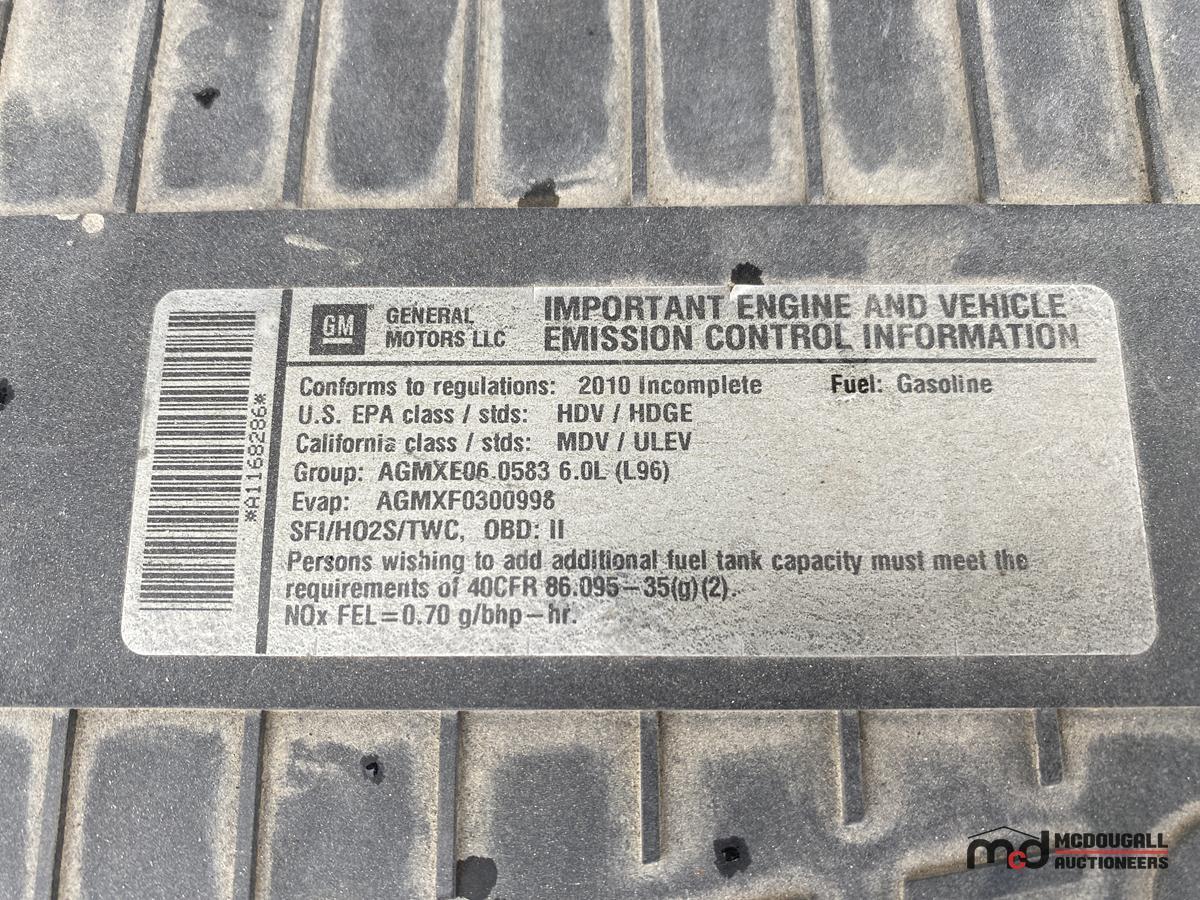 *A1168286*
GM
GENERAL
MOTORS LLC
IMPORTANT ENGINE AND VEHICLE
EMISSION CONTROL INFORMATION
Conforms to regulations: 2010 Incomplete Fuel: Gasoline
U.S. EPA class / stds: HDV / HDGE
California class / stds: MDV / ULEV
Group: AGMXE06.0583 6.0L (L96)
Evap: AGMXF0300998
SFI/HO2S/TWC, OBD: II
Persons wishing to add additional fuel tank capacity must meet the
requirements of 40CFR 86.095–35(g)(2).
NOx FEL=0.70 g/bhp–hr.
mcd
MCDOUGALL
AUCTIONEERS